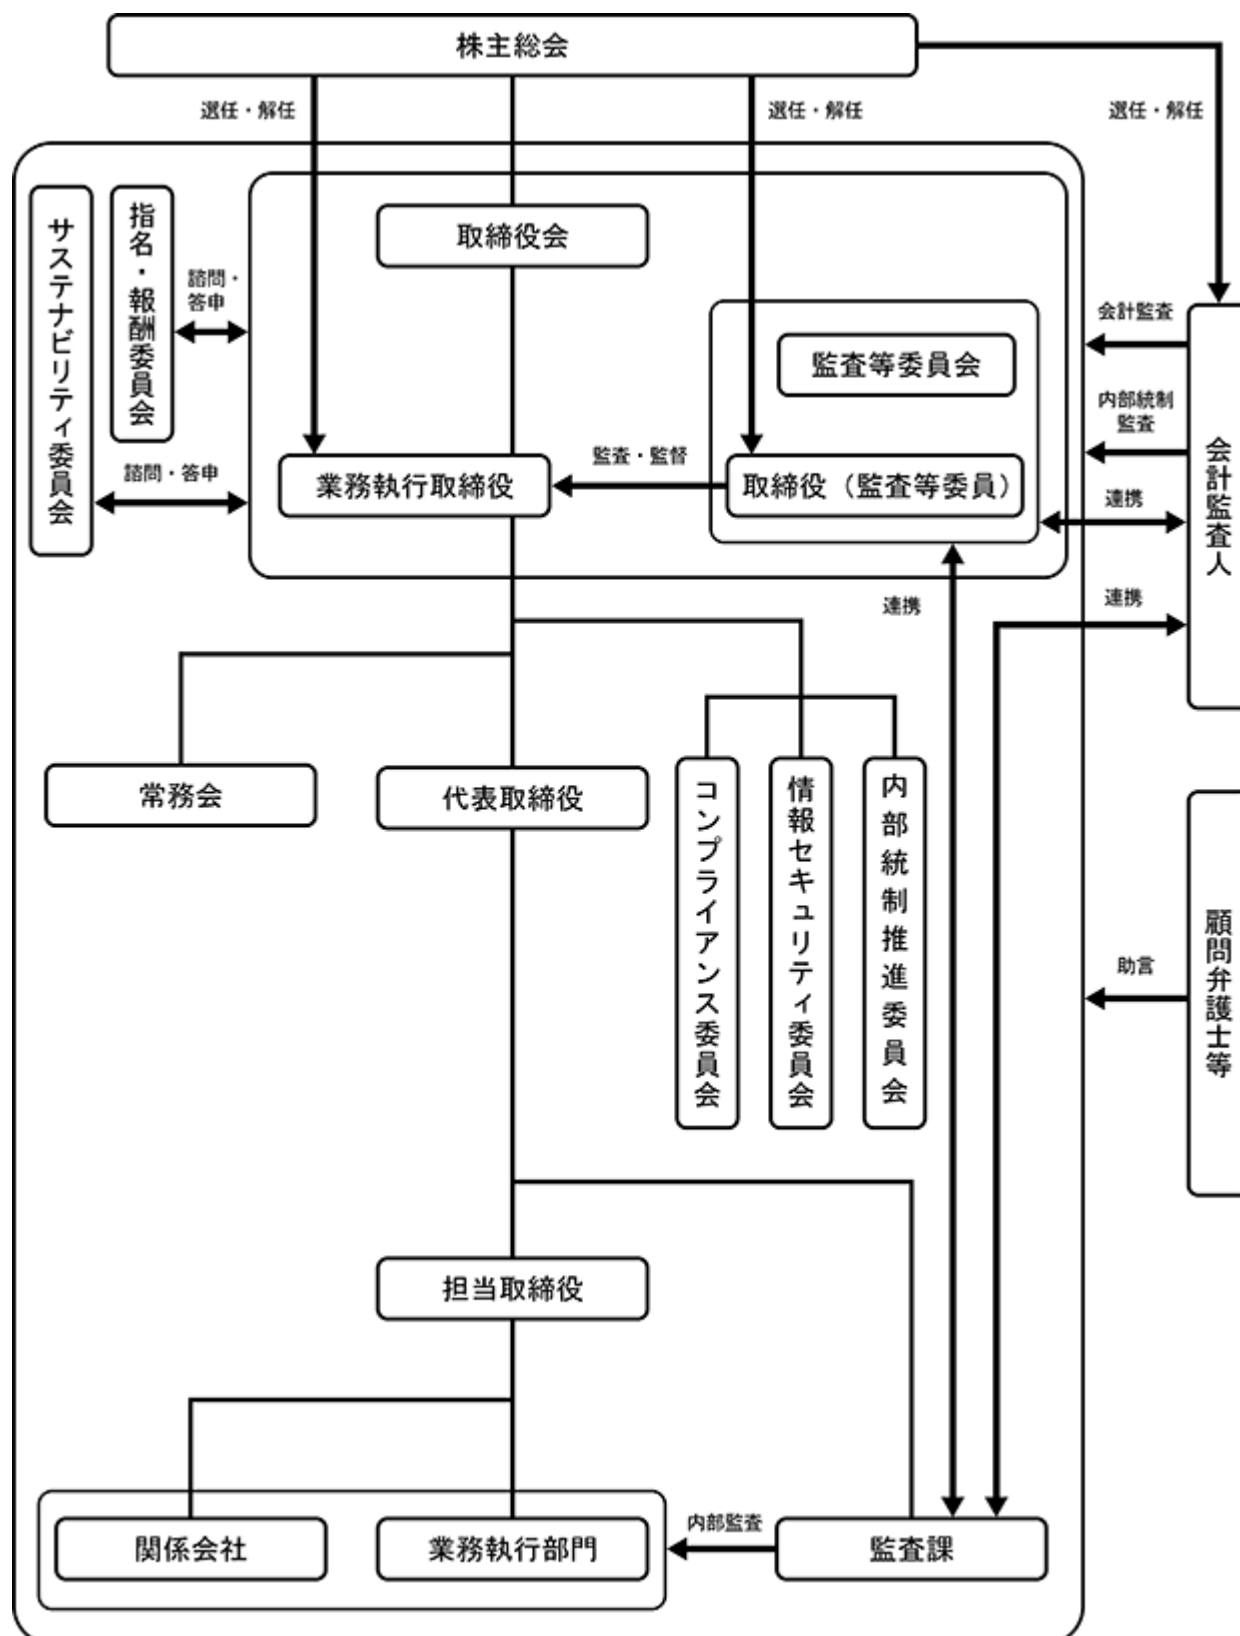 株主総会
選任・解任
選任・解任
選任・解任
サステナビリティ委員会
指名・報酬委員会
諮問・
答申
諮問・答申
取締役会
監査等委員会
業務執行取締役
監査・監督
取締役（監査等委員）
会計監査
内部統制
監査
連携
連携
連携
会計監査人
常務会
代表取締役
コンプライアンス委員会
情報セキュリティ委員会
内部統制推進委員会
助言
顧問弁護士等
担当取締役
関係会社
業務執行部門
内部監査
監査課